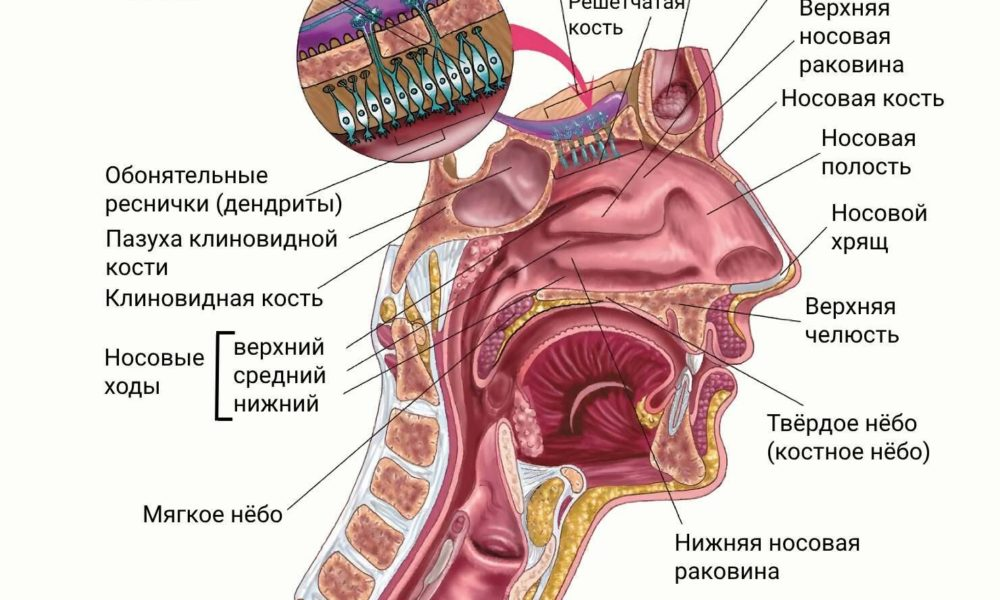 Решётчатая
кость
Верхняя
носовая
раковина
Носовая кость
Носовая
полость
Носовой
хрящ
Верхняя
челюсть
Твёрдое нёбо
(костное нёбо)
Нижняя носовая
раковина
Обонятельные
реснички (дендриты)
Пазуха клиновидной
кости
Клиновидная кость
Носовые
ходы
верхний
средний
нижний
Мягкое нёбо